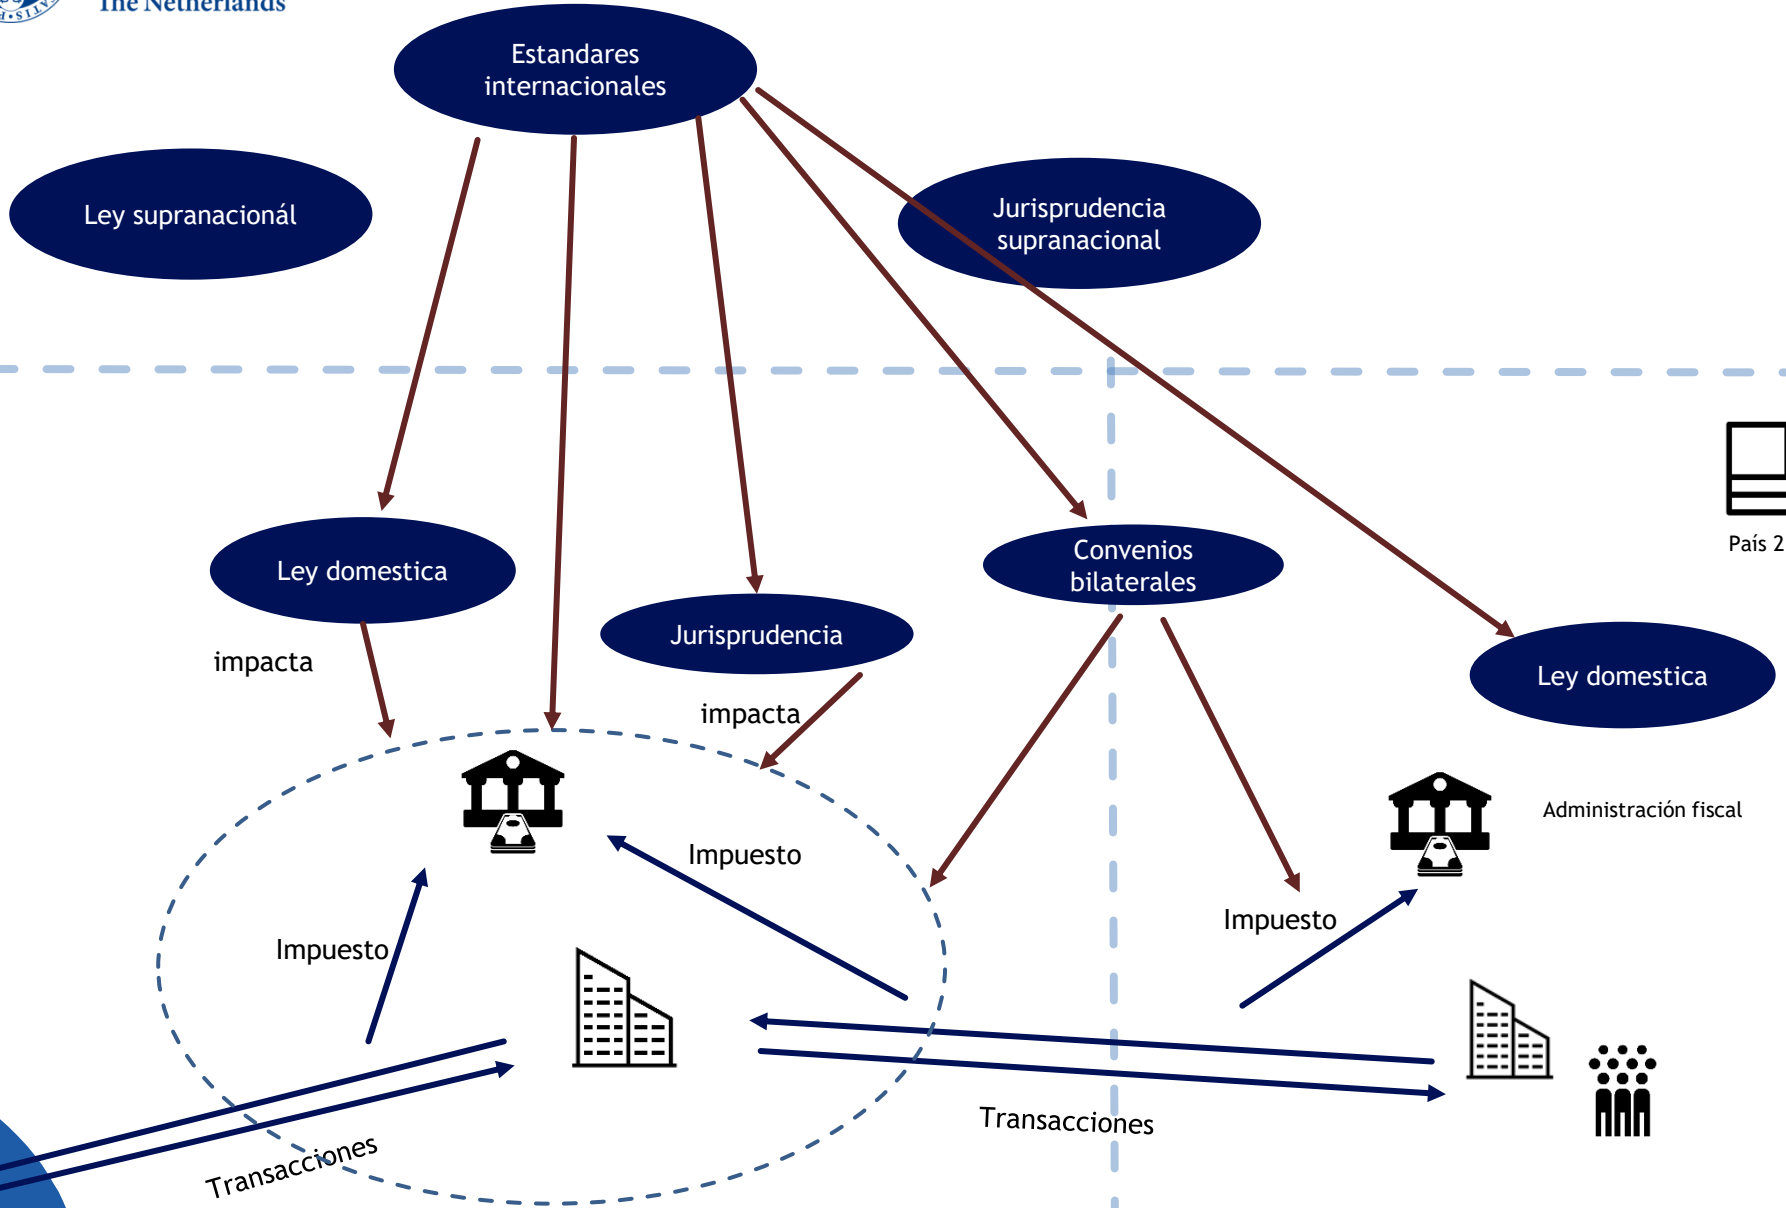 The Netherlands
Estandares
internacionales
Ley supranacionál
Jurisprudencia
supranacional
País 2
Ley domestica
Convenios
bilaterales
Jurisprudencia
impacta
Ley domestica
impacta
Administración fiscal
Impuesto
Impuesto
Impuesto
Transacciones
Transacciones